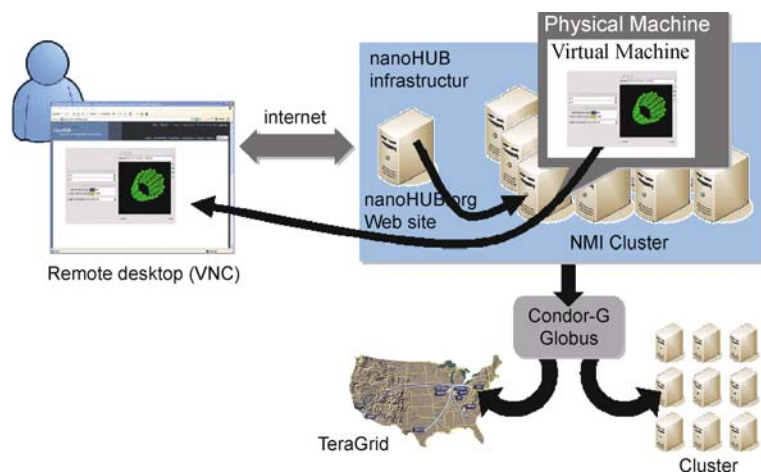 Physical Machine
Virtual Machine
nanoHUB
infrastructur
internet
nanoHUB.org
Web site
NMI Cluster
Remote desktop (VNC)
Condor-G
Globus
TeraGrid
Cluster